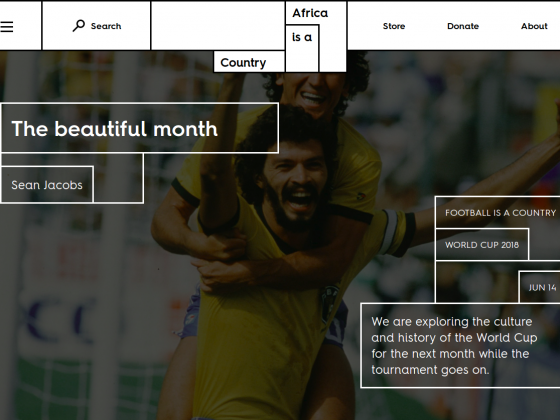 Search
Africa
is a
Country
Store
Donate
About
The beautiful month
Sean Jacobs
FOOTBALL IS A COUNTRY
WORLD CUP 2018
JUN 14
We are exploring the culture
and history of the World Cup
for the next month while the
tournament goes on.